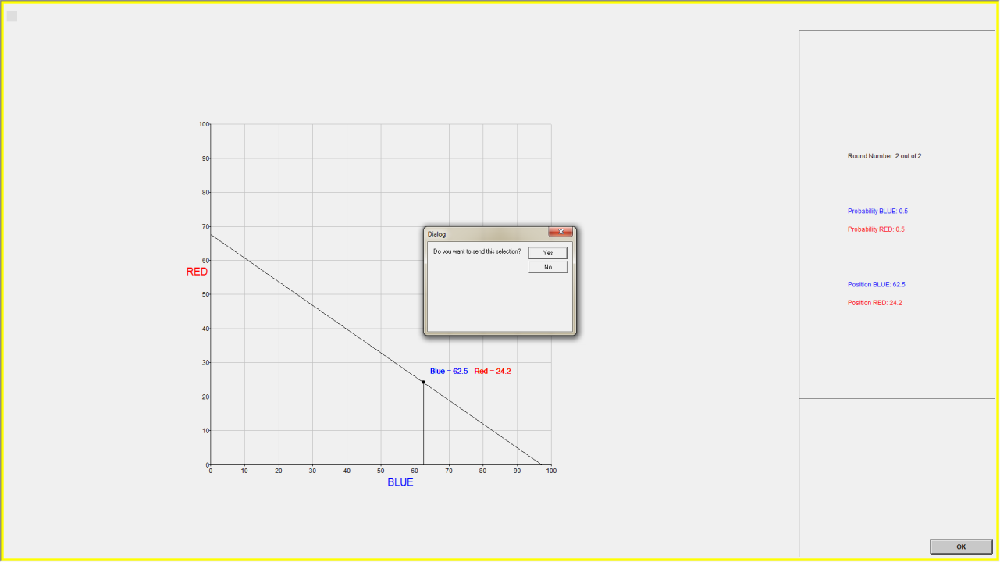 Round Number: 2 out of 2
Probability BLUE: 0.5
Probability RED: 0.5
Position BLUE: 62.5
Position RED: 24.2
OK
100
90
80
70
60
RED
50
40
30
20
10
0
0 10 20 30 40 50 60 70 80 90 100
BLUE
Blue = 62.5 Red = 24.2
Dialog
Do you want to send this selection?
Yes
No